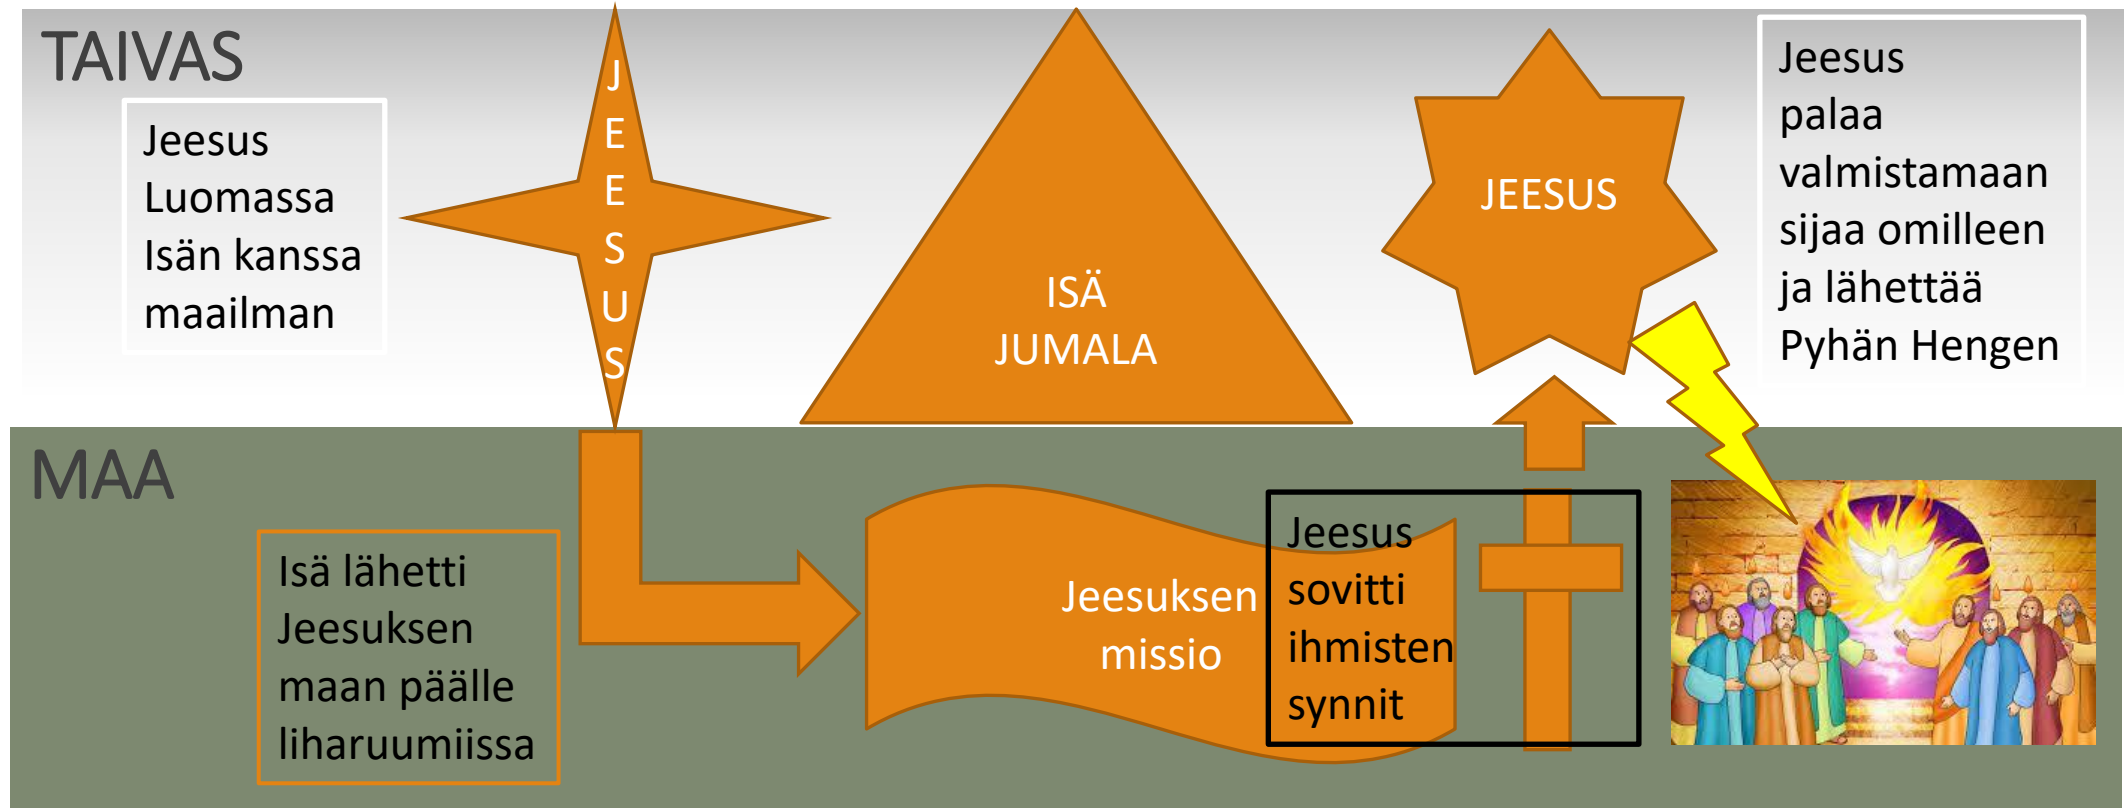 TAIVAS
Jeesus
Luomassa
Isän kanssa
maailman
J
E
E
S
U
S
ISÄ
JUMALA
JEESUS
Jeesus
palaa
valmistamaan
sijaa omilleen
ja lähettää
Pyhän Hengen
MAA
Isä lähetti
Jeesuksen
maan päälle
liharuumiissa
Jeesuksen
missio
Jeesus
sovitti
ihmisten
synnit